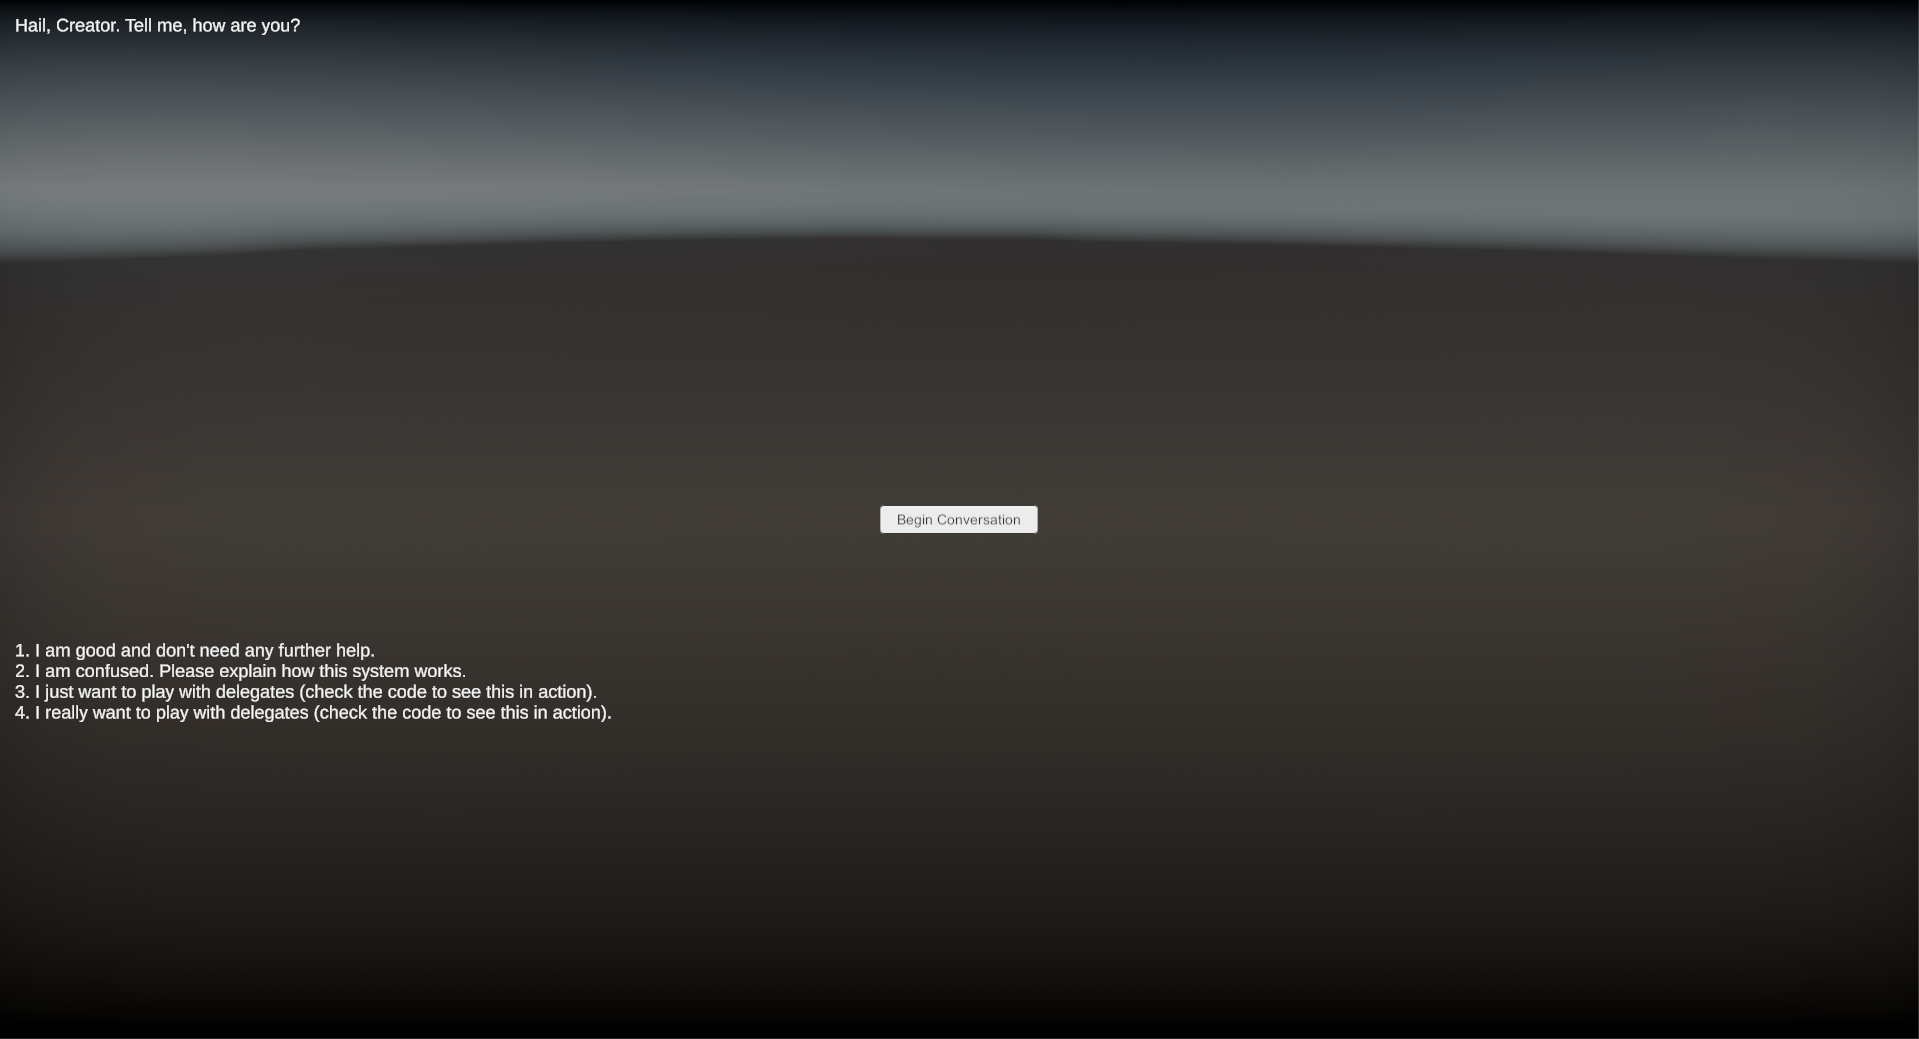 Hail, Creator. Tell me, how are you?
Begin Conversation
1. I am good and don't need any further help.
2. I am confused. Please explain how this system works.
3. I just want to play with delegates (check the code to see this in action).
4. I really want to play with delegates (check the code to see this in action).